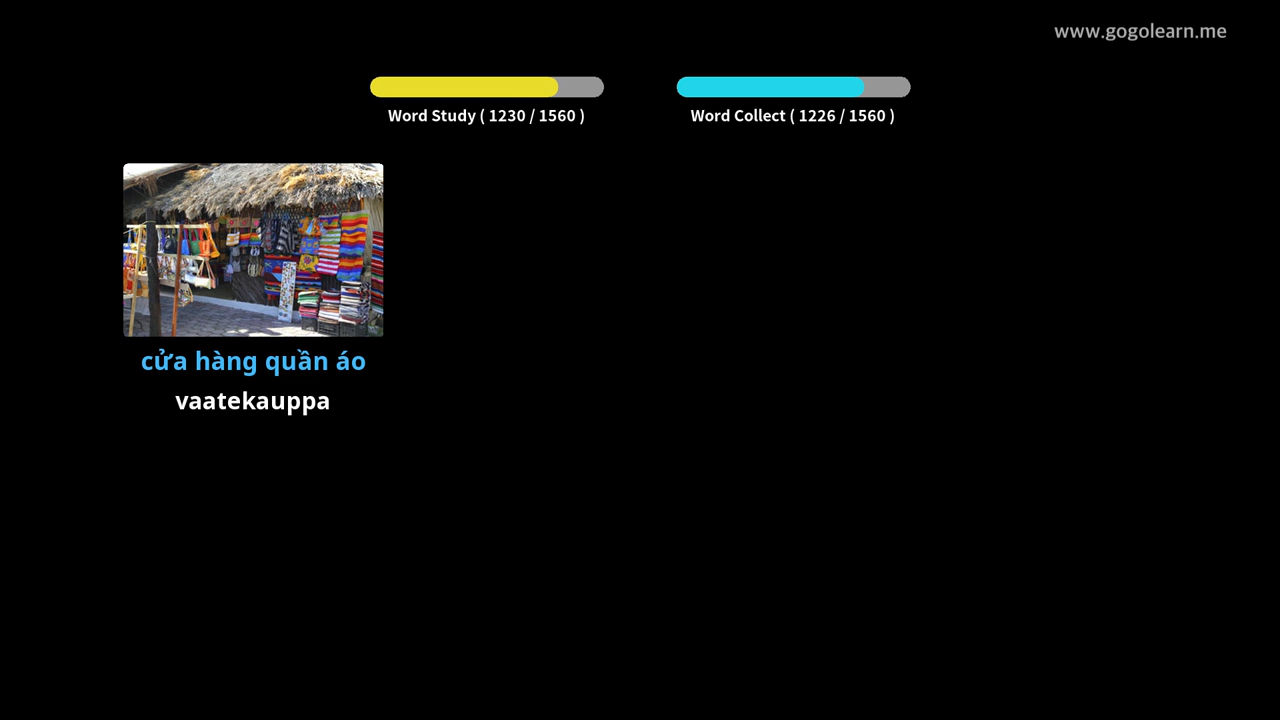 www.gogolearn.me
Word Study ( 1230 / 1560 )
Word Collect ( 1226 / 1560 )
cửa hàng quần áo
vaatekauppa